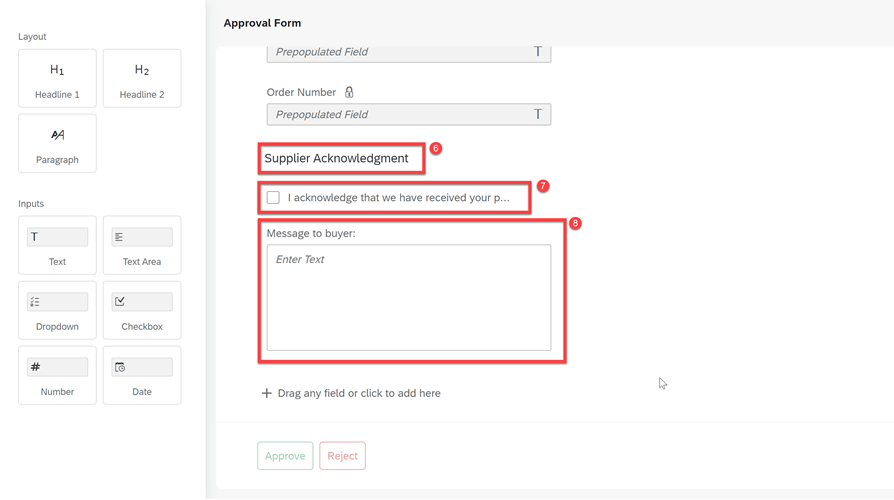 Approval Form
Layout
H1
Headline 1
H2
Headline 2
AA
Paragraph
Inputs
T
Text
Text Area
Dropdown
Checkbox
#
Number
Date
Prepopulated Field T
Order Number
Prepopulated Field T
Supplier Acknowledgment 6
I acknowledge that we have received your p... 7
8
Message to buyer:
Enter Text
+ Drag any field or click to add here
Approve Reject